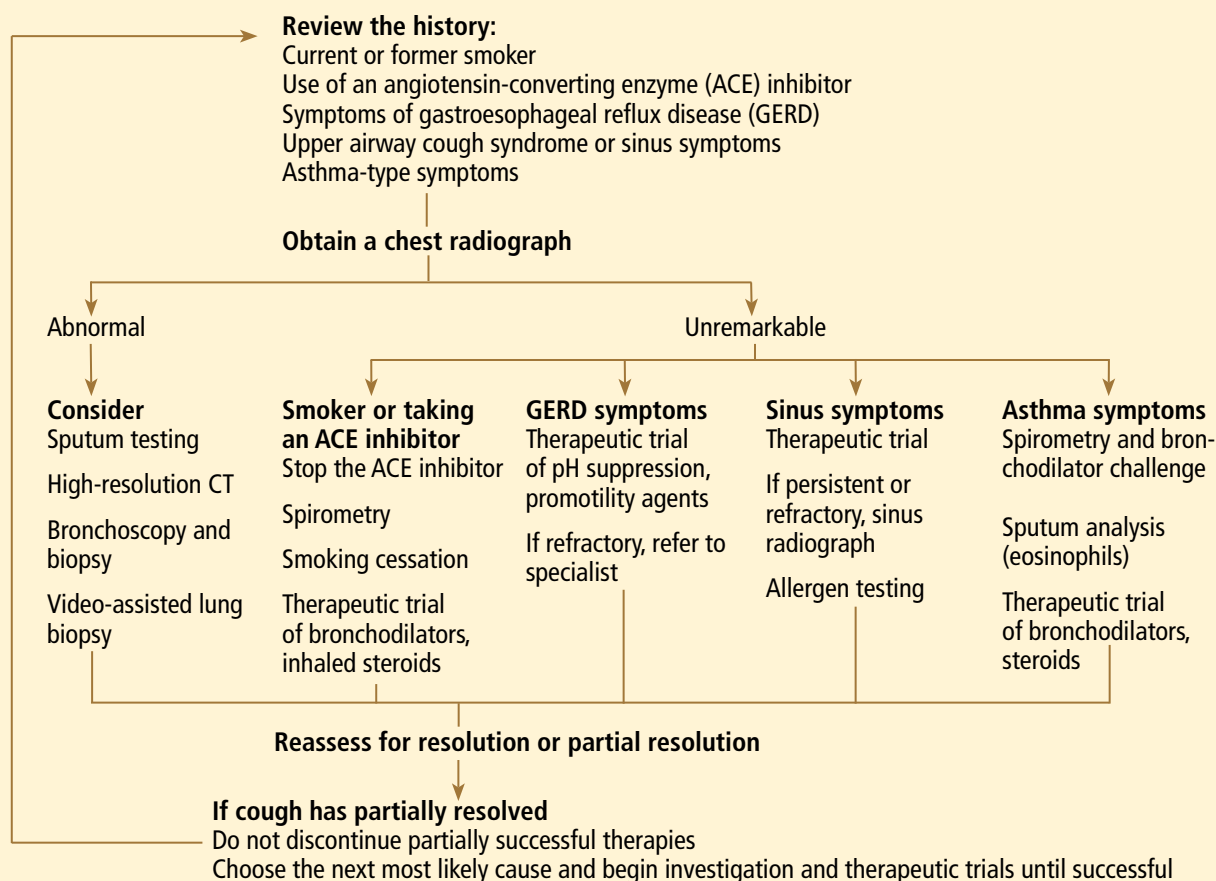 Review the history:
Current or former smoker
Use of an angiotensin-converting enzyme (ACE) inhibitor
Symptoms of gastroesophageal reflux disease (GERD)
Upper airway cough syndrome or sinus symptoms
Asthma-type symptoms
Obtain a chest radiograph
Abnormal
Unremarkable
Consider
Sputum testing
High-resolution CT
Bronchoscopy and
biopsy
Video-assisted lung
biopsy
Smoker or taking
an ACE inhibitor
Stop the ACE inhibitor
Spirometry
Smoking cessation
Therapeutic trial
of bronchodilators,
inhaled steroids
GERD symptoms
Therapeutic trial
of pH suppression,
promotility agents
If refractory, refer to
specialist
Sinus symptoms
Therapeutic trial
If persistent or
refractory, sinus
radiograph
Allergen testing
Asthma symptoms
Spirometry and bron-
chodilator challenge
Sputum analysis
(eosinophils)
Therapeutic trial
of bronchodilators,
steroids
Reassess for resolution or partial resolution
If cough has partially resolved
Do not discontinue partially successful therapies
Choose the next most likely cause and begin investigation and therapeutic trials until successful